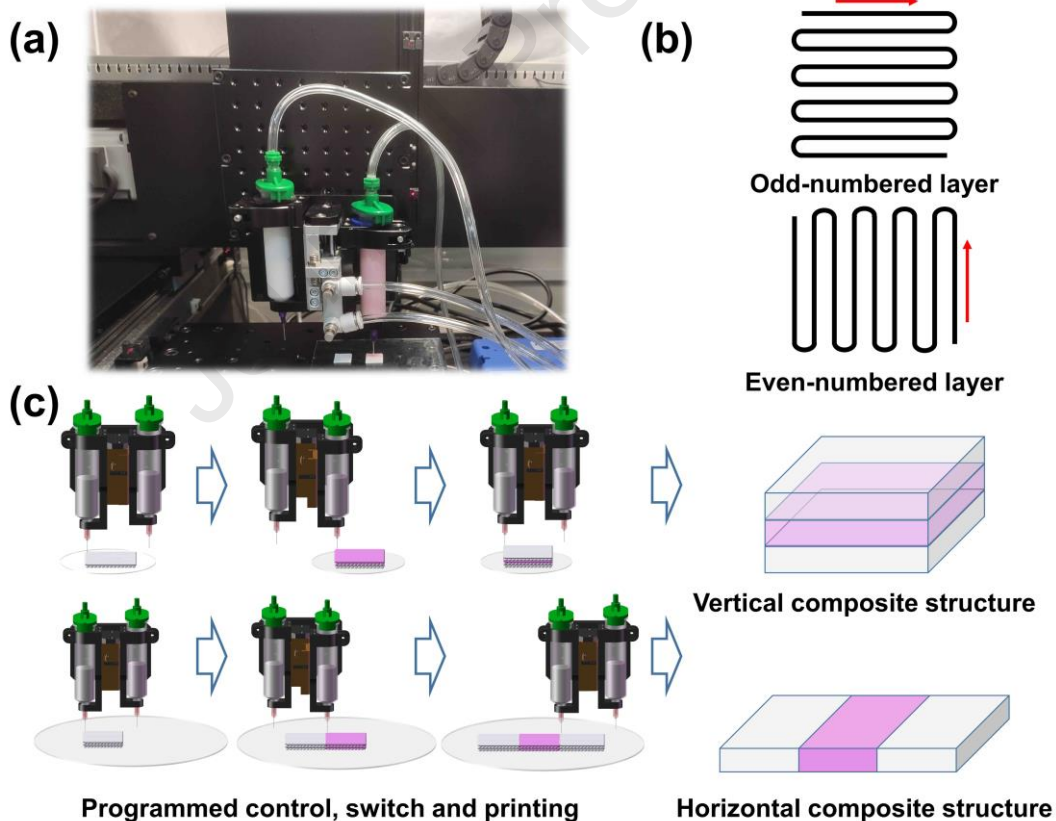 (a)
(b)
Odd-numbered layer
Even-numbered layer
(c)
Vertical composite structure
Programmed control, switch and printing
Horizontal composite structure